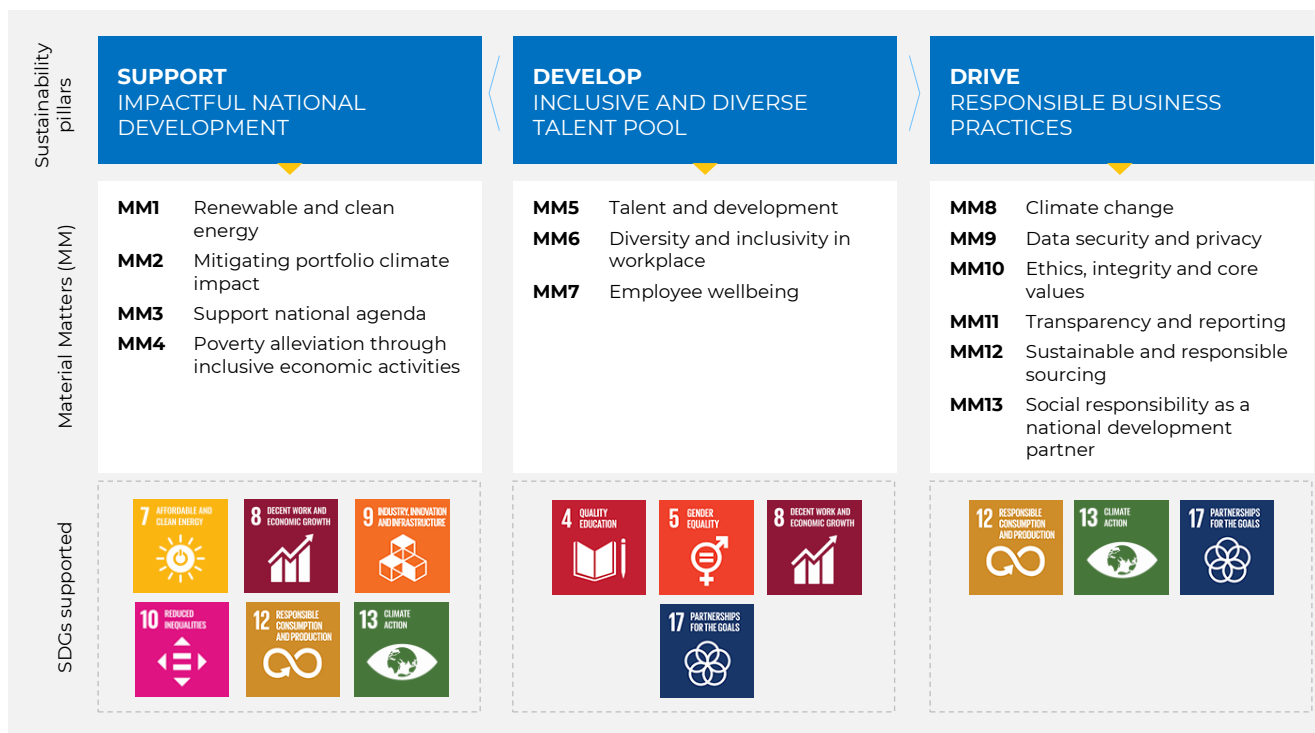 Sustainability
pillars
SUPPORT
IMPACTFUL NATIONAL
DEVELOPMENT
DEVELOP
INCLUSIVE AND DIVERSE
TALENT POOL
DRIVE
RESPONSIBLE BUSINESS
PRACTICES
Material Matters (MM)
MM1 Renewable and clean
energy
MM2 Mitigating portfolio climate
impact
MM3 Support national agenda
MM4 Poverty alleviation through
inclusive economic activities
MM5 Talent and development
MM6 Diversity and inclusivity in
workplace
MM7 Employee wellbeing
MM8 Climate change
MM9 Data security and privacy
MM10 Ethics, integrity and core
values
MM11 Transparency and reporting
MM12 Sustainable and responsible
sourcing
MM13 Social responsibility as a
national development
partner
SDGs supported
7 AFFORDABLE AND
CLEAN ENERGY
8 DECENT WORK AND
ECONOMIC GROWTH
9 INDUSTRY, INNOVATION
AND INFRASTRUCTURE
10 REDUCED
INEQUALITIES
12 RESPONSIBLE
CONSUMPTION
AND PRODUCTION
13 CLIMATE
ACTION
4 QUALITY
EDUCATION
5 GENDER
EQUALITY
8 DECENT WORK AND
ECONOMIC GROWTH
17 PARTNERSHIPS
FOR THE GOALS
12 RESPONSIBLE
CONSUMPTION
AND PRODUCTION
13 CLIMATE
ACTION
17 PARTNERSHIPS
FOR THE GOALS